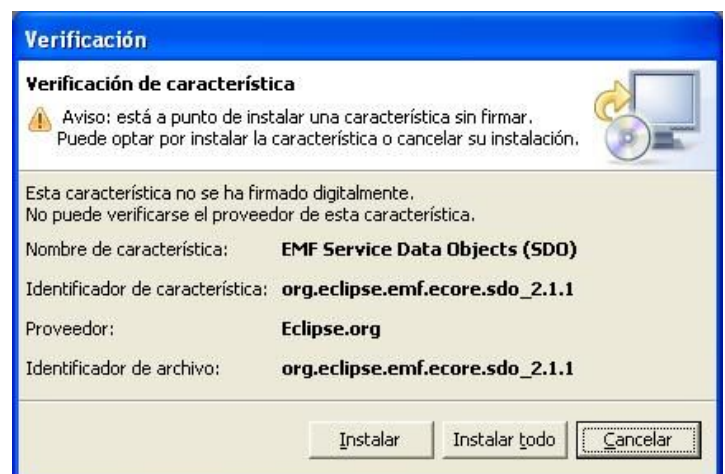 Verificación
Verificación de característica
Aviso: está a punto de instalar una característica sin firmar.
Puede optar por instalar la característica o cancelar su instalación.
Esta característica no se ha firmado digitalmente.
No puede verificarse el proveedor de esta característica.
Nombre de característica: EMF Service Data Objects (SDO)
Identificador de característica: org.eclipse.emf.ecore.sdo_2.1.1
Proveedor: Eclipse.org
Identificador de archivo: org.eclipse.emf.ecore.sdo_2.1.1
Instalar Instalar todo Cancelar